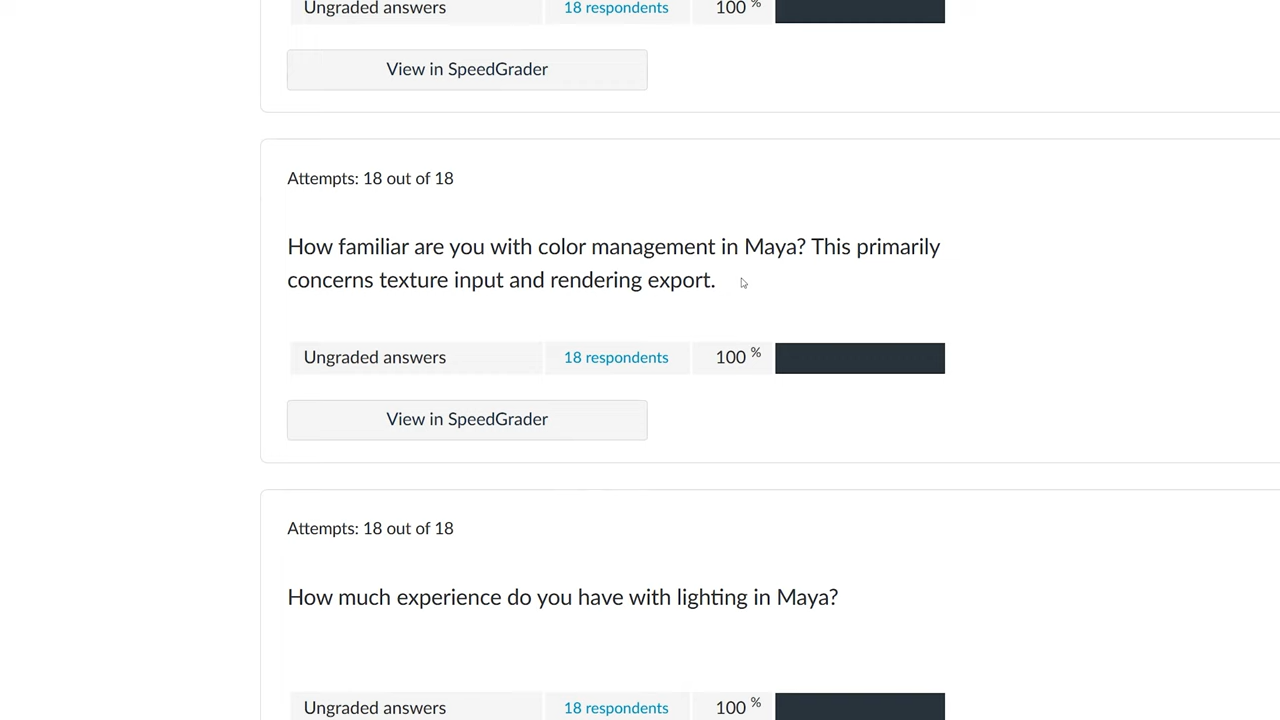 Ungraded answers 18 respondents 100 %
View in SpeedGrader
Attempts: 18 out of 18
How familiar are you with color management in Maya? This primarily
concerns texture input and rendering export.
Ungraded answers 18 respondents 100 %
View in SpeedGrader
Attempts: 18 out of 18
How much experience do you have with lighting in Maya?
Ungraded answers 18 respondents 100 %